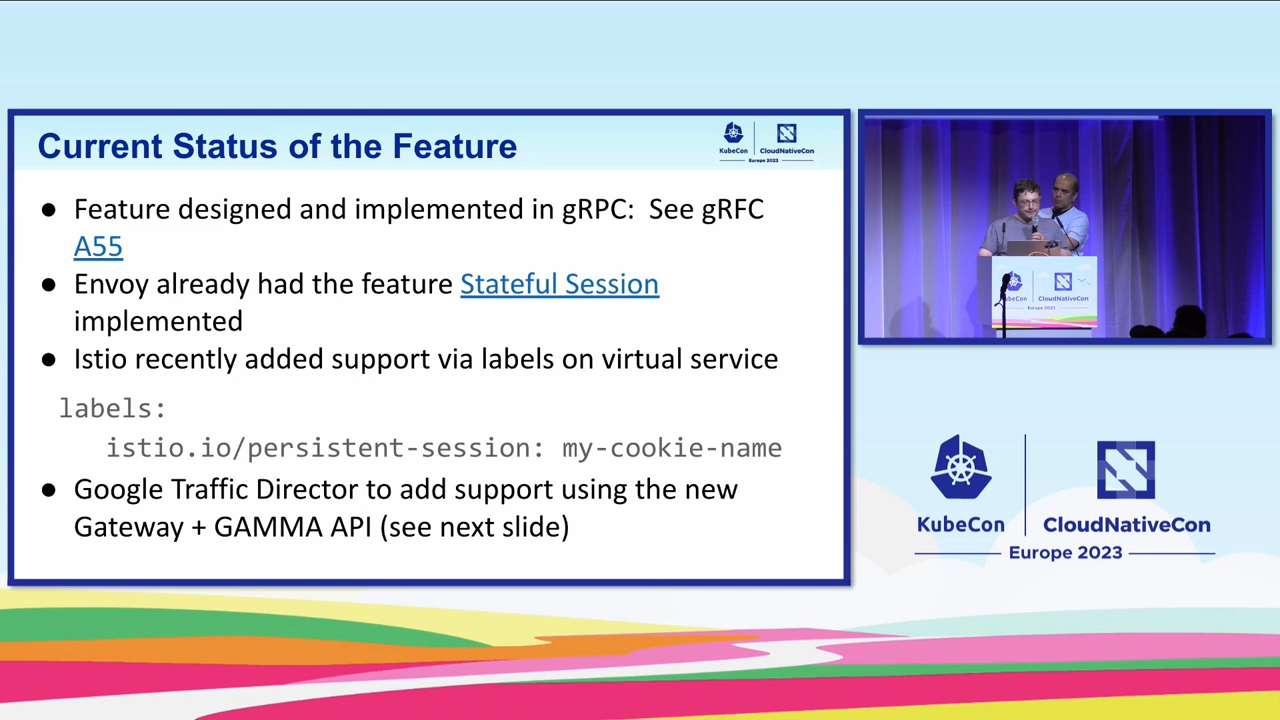 Current Status of the Feature
KubeCon
CloudNativeCon
Europe 2023
● Feature designed and implemented in gRPC: See gRFC
A55
● Envoy already had the feature Stateful Session
implemented
● Istio recently added support via labels on virtual service
labels:
istio.io/persistent-session: my-cookie-name
● Google Traffic Director to add support using the new
Gateway + GAMMA API (see next slide)
CloudNativeCon
Europe 2023
KubeCon
CloudNativeCon
Europe 2023